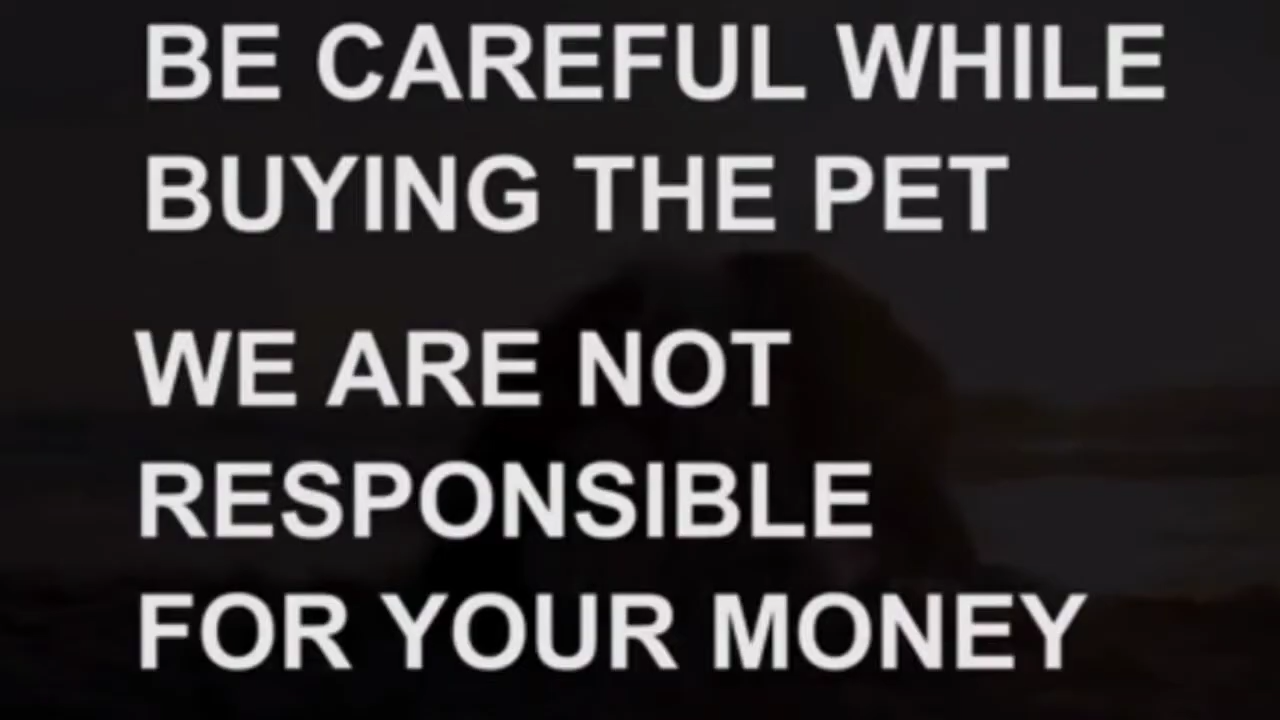 BE CAREFUL WHILE
BUYING THE PET
WE ARE NOT
RESPONSIBLE
FOR YOUR MONEY